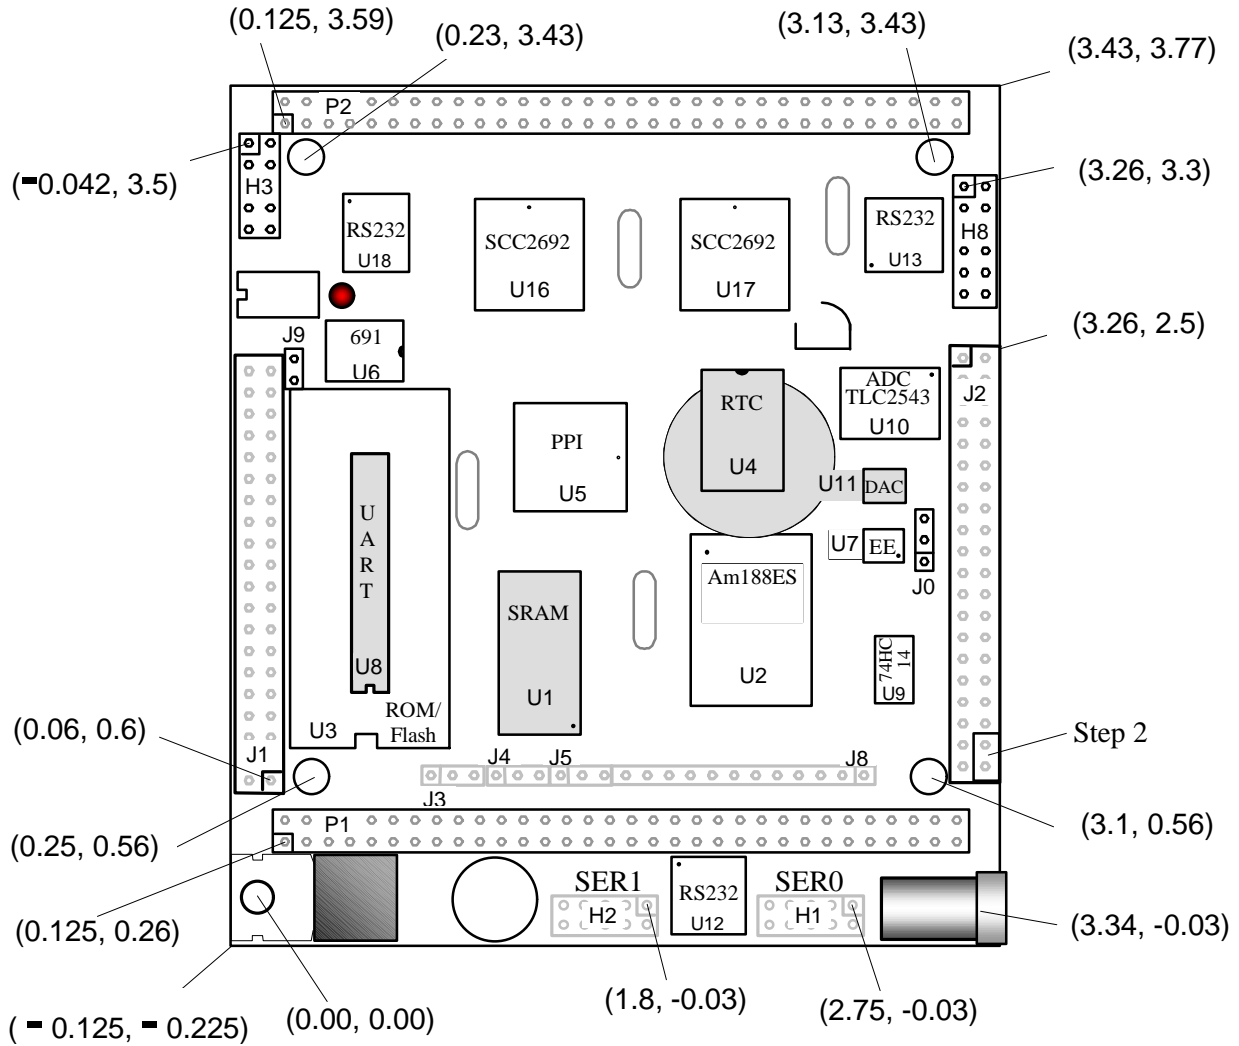 (0.125, 3.59)
(0.23, 3.43)
(3.13, 3.43)
(3.43, 3.77)
P2
(-0.042, 3.5)
H3
(3.26, 3.3)
H8
RS232
U18
SCC2692
U16
SCC2692
U17
RS232
U13
(3.26, 2.5)
J9
691
U6
ADC
TLC2543
U10
J2
RTC
U4
PPI
U5
U11
DAC
U7
EE
J0
UART
U8
Am188ES
U2
SRAM
U1
74HC
14
U9
ROM/
Flash
U3
(0.06, 0.6)
J1
Step 2
J4
J5
J8
J3
P1
(0.25, 0.56)
(3.1, 0.56)
SER1
H2
RS232
U12
SER0
H1
(0.125, 0.26)
(3.34, -0.03)
(-0.125, -0.225)
(0.00, 0.00)
(1.8, -0.03)
(2.75, -0.03)